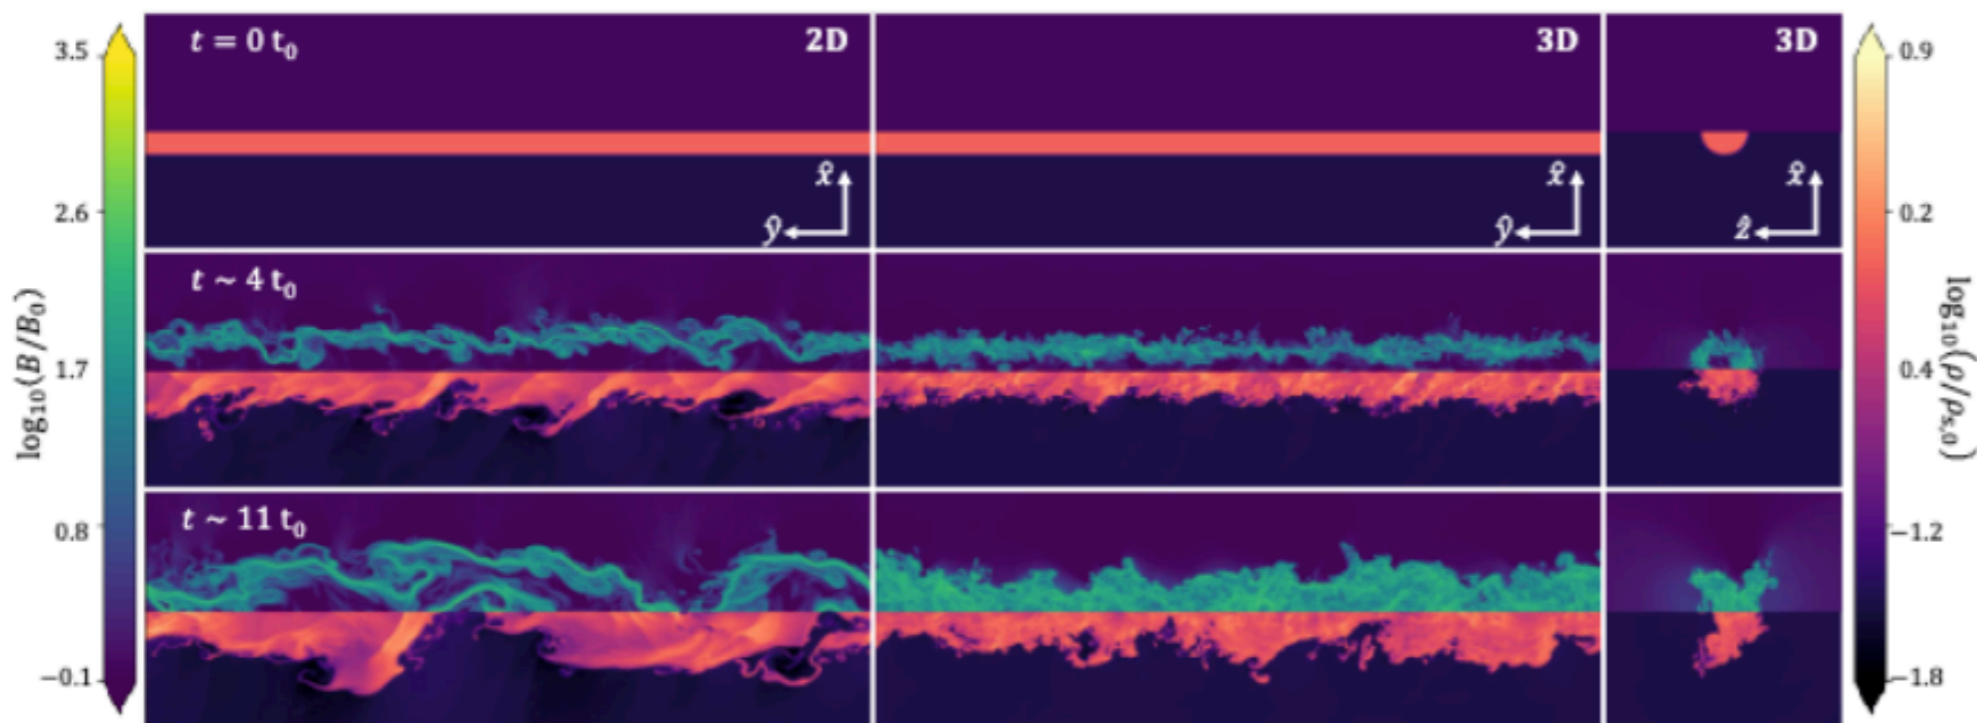 3.5
2.6
1.7
0.8
−0.1
log₁₀(B/B₀)
t = 0 t₀
2D
3D
3D
x̂
ŷ
x̂
ŷ
x̂
ẑ
t ~ 4 t₀
t ~ 11 t₀
0.9
0.2
0.4
−1.2
−1.8
log₁₀(ρ/ρₛ,₀)